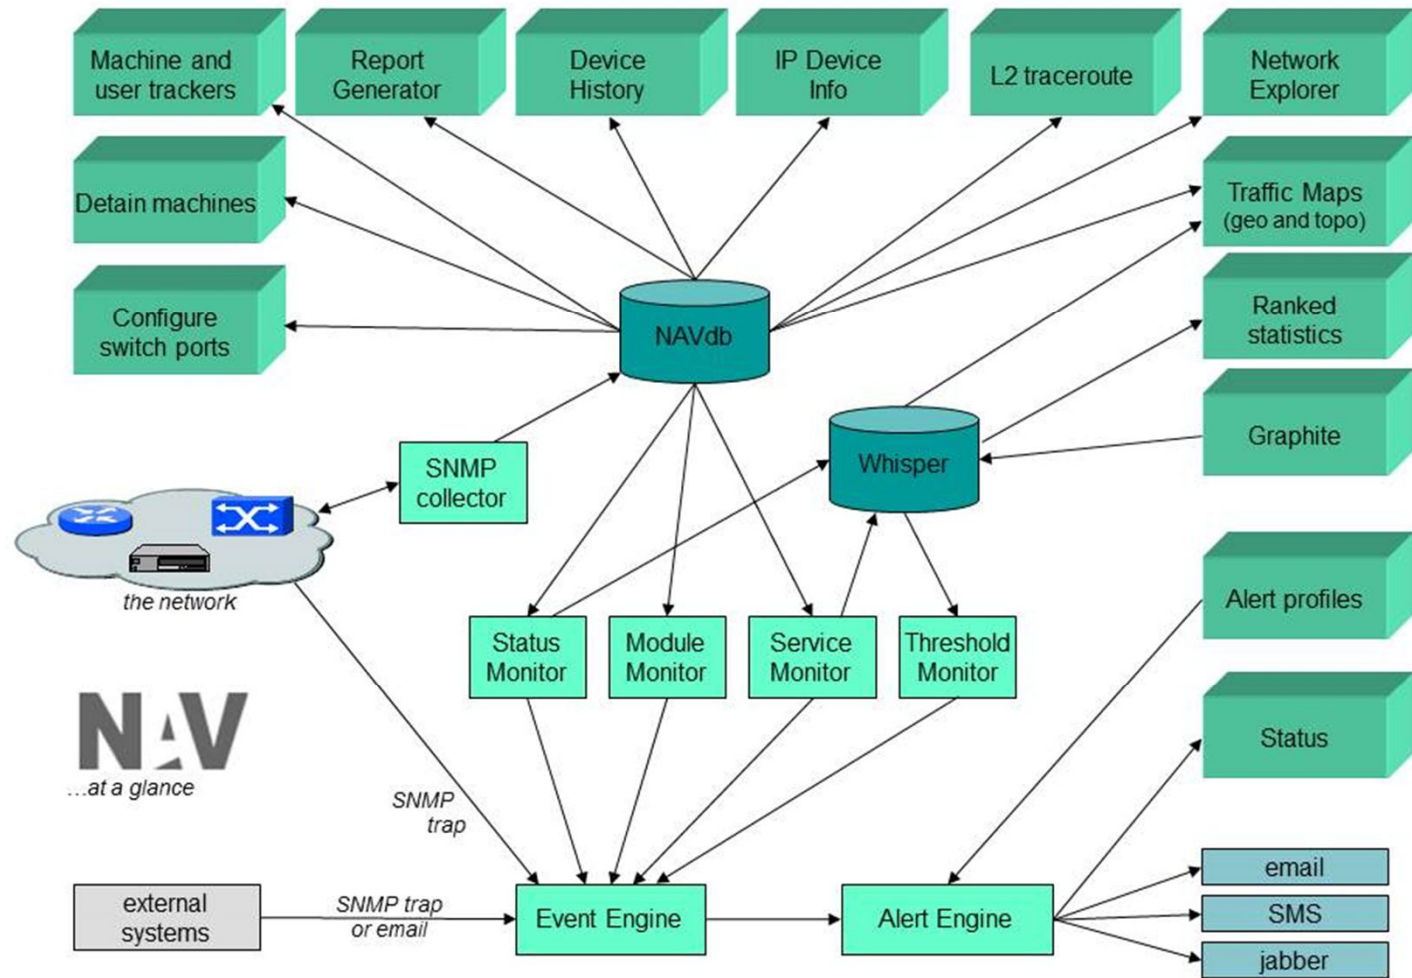 Machine and
user trackers
Report
Generator
Device
History
IP Device
Info
L2 traceroute
Network
Explorer
Detain machines
Traffic Maps
(geo and topo)
Configure
switch ports
NAVdb
Ranked
statistics
SNMP
collector
Whisper
Graphite
the network
Status
Monitor
Module
Monitor
Service
Monitor
Threshold
Monitor
Alert profiles
NAV
...at a glance
Status
SNMP
trap
external
systems
SNMP trap
or email
Event Engine
Alert Engine
email
SMS
jabber